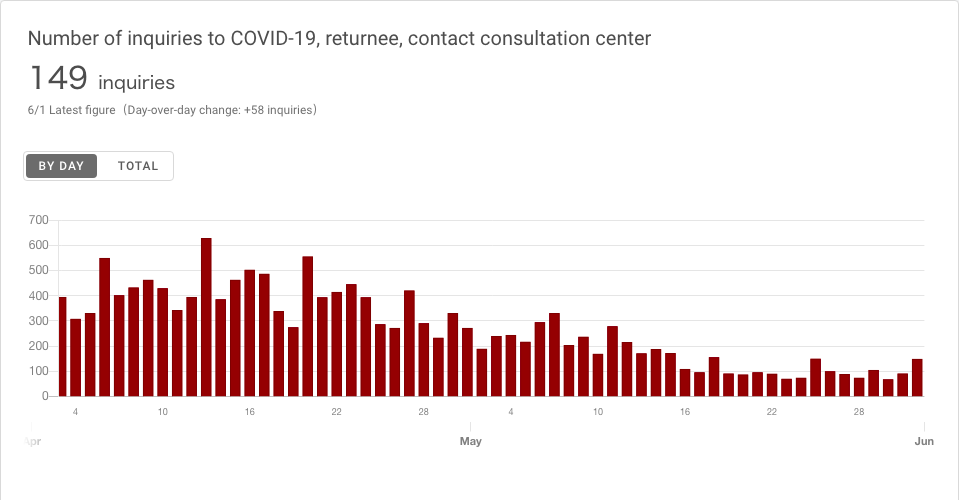 Number of inquiries to COVID-19, returnee, contact consultation center
149 inquiries
6/1 Latest figure（Day-over-day change: +58 inquiries）
BY DAY TOTAL
700
600
500
400
300
200
100
0
4 10 16 22 28 4 10 16 22 28
Apr May Jun